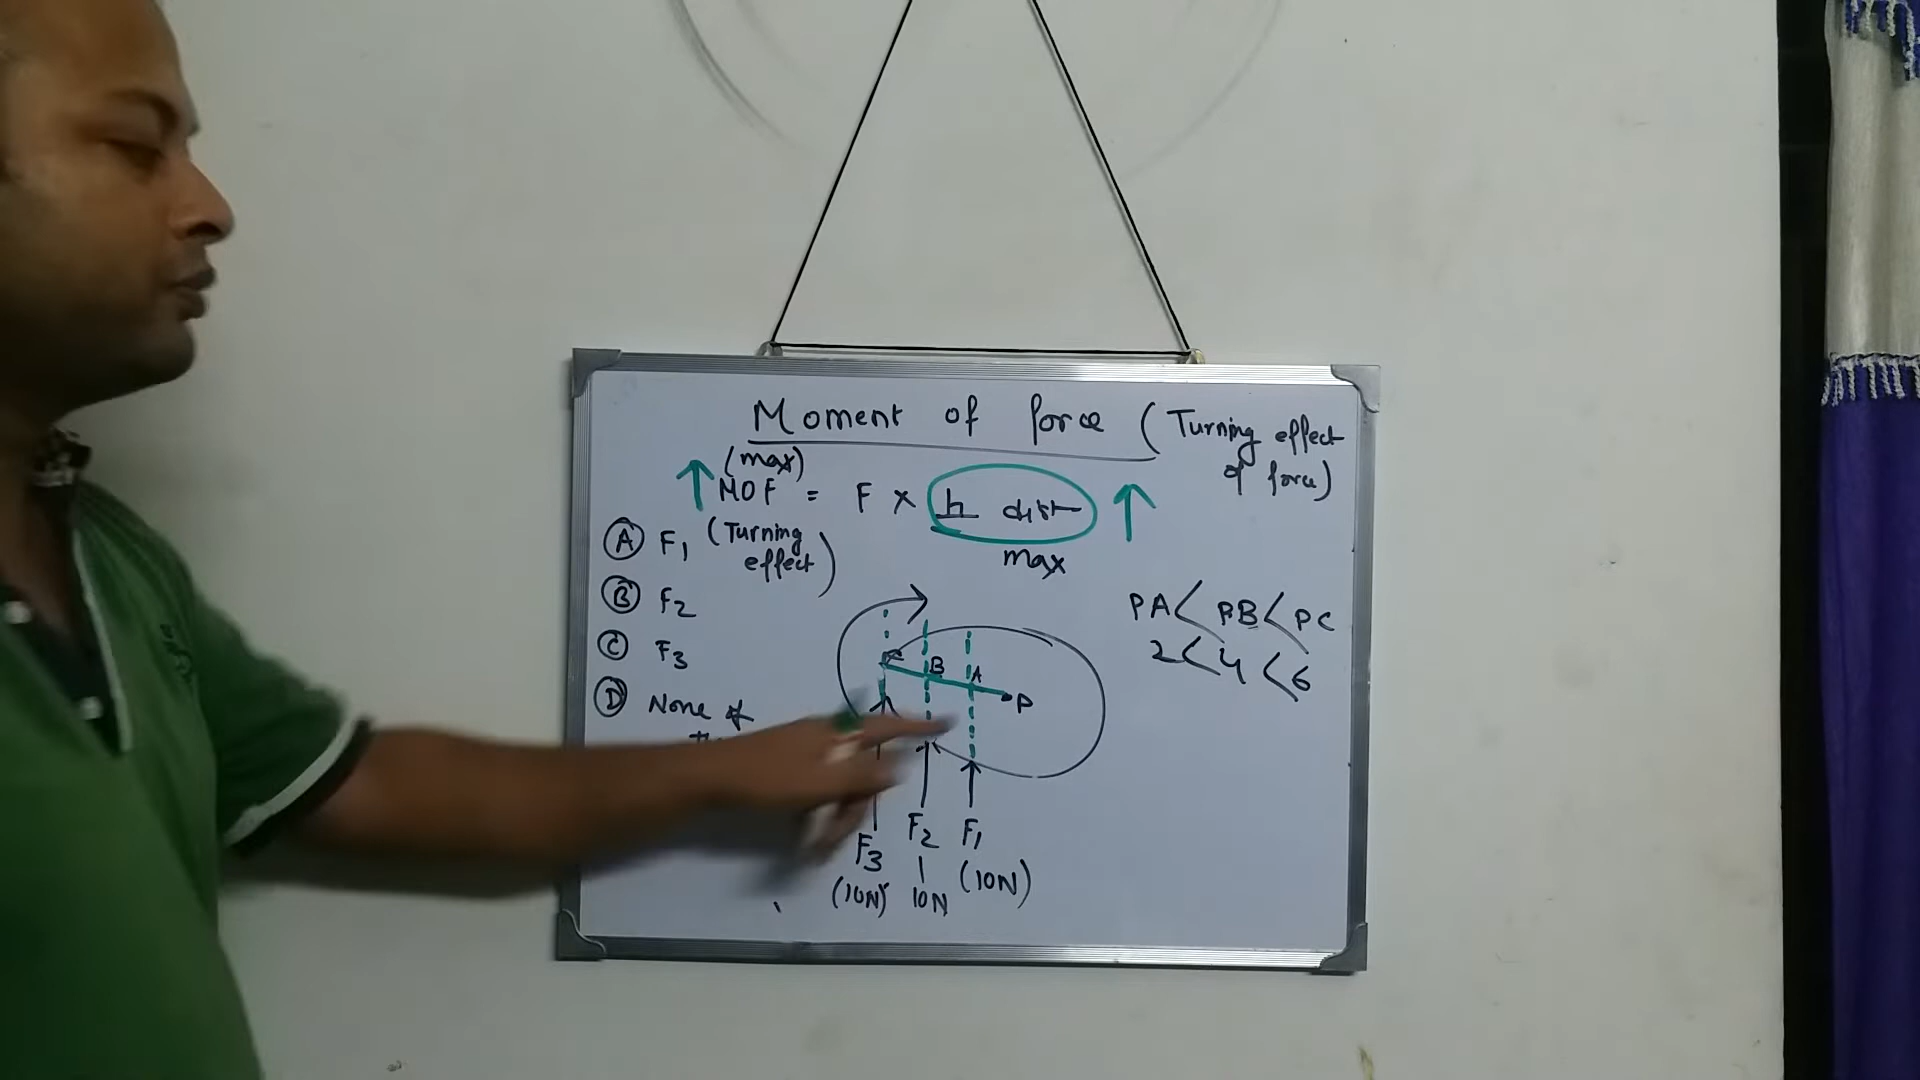 Moment of force (Turning effect of force)
(max)
MOF = F x h dist
(Turning effect)
max
A F1
B F2
C F3
D None of
PA < PB < PC
2 < 4 < 6
C B A P
F3 F2 F1
(10N) 10N (10N)